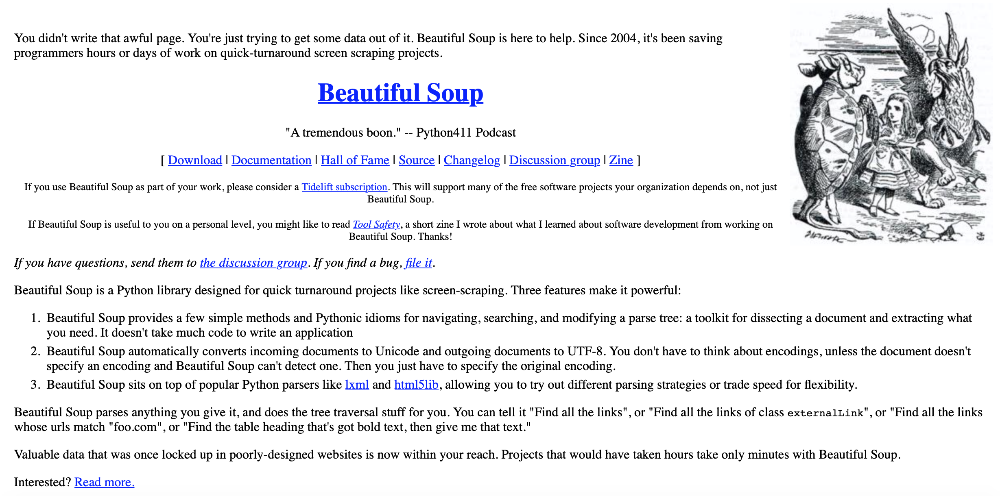 You didn't write that awful page. You're just trying to get some data out of it. Beautiful Soup is here to help. Since 2004, it's been saving
programmers hours or days of work on quick-turnaround screen scraping projects.
Beautiful Soup
"A tremendous boon." -- Python411 Podcast
[ Download | Documentation | Hall of Fame | Source | Changelog | Discussion group | Zine ]
If you use Beautiful Soup as part of your work, please consider a Tidelift subscription. This will support many of the free software projects your organization depends on, not just
Beautiful Soup.
If Beautiful Soup is useful to you on a personal level, you might like to read Tool Safety, a short zine I wrote about what I learned about software development from working on
Beautiful Soup. Thanks!
If you have questions, send them to the discussion group. If you find a bug, file it.
Beautiful Soup is a Python library designed for quick turnaround projects like screen-scraping. Three features make it powerful:
1. Beautiful Soup provides a few simple methods and Pythonic idioms for navigating, searching, and modifying a parse tree: a toolkit for dissecting a document and extracting what
you need. It doesn't take much code to write an application
2. Beautiful Soup automatically converts incoming documents to Unicode and outgoing documents to UTF-8. You don't have to think about encodings, unless the document doesn't
specify an encoding and Beautiful Soup can't detect one. Then you just have to specify the original encoding.
3. Beautiful Soup sits on top of popular Python parsers like lxml and html5lib, allowing you to try out different parsing strategies or trade speed for flexibility.
Beautiful Soup parses anything you give it, and does the tree traversal stuff for you. You can tell it "Find all the links", or "Find all the links of class externalLink", or "Find all the links
whose urls match "foo.com", or "Find the table heading that's got bold text, then give me that text."
Valuable data that was once locked up in poorly-designed websites is now within your reach. Projects that would have taken hours take only minutes with Beautiful Soup.
Interested? Read more.